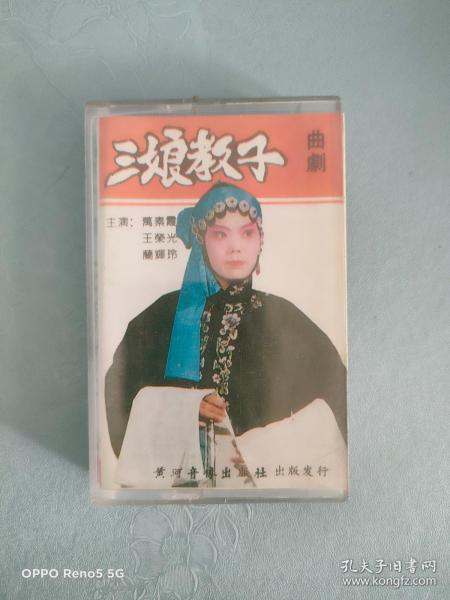 三娘教子
曲劇
主演：萬素霞
王榮光
蘭輝玲
黄河音像出版社 出版发行
OPPO Reno5 5G
孔夫子旧书网
www.kongfz.com